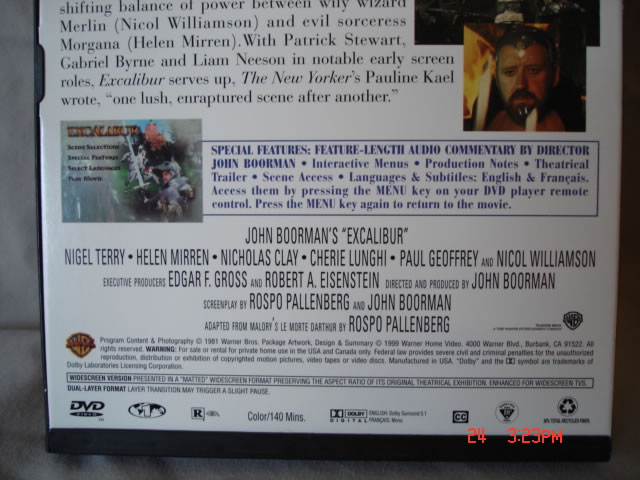 shifting balance of power between wily wizard
Merlin (Nicol Williamson) and evil sorceress
Morgana (Helen Mirren).With Patrick Stewart,
Gabriel Byrne and Liam Neeson in notable early screen
roles, Excalibur serves up, The New Yorker's Pauline Kael
wrote, “one lush, enraptured scene after another.”
EXCALIBUR
Scene Selections
Special Features
Select Languages
Play Movie
SPECIAL FEATURES: FEATURE-LENGTH AUDIO COMMENTARY BY DIRECTOR
JOHN BOORMAN • Interactive Menus • Production Notes • Theatrical
Trailer • Scene Access • Languages & Subtitles: English & Français.
Access them by pressing the MENU key on your DVD player remote
control. Press the MENU key again to return to the movie.
JOHN BOORMAN'S "EXCALIBUR"
NIGEL TERRY • HELEN MIRREN • NICHOLAS CLAY • CHERIE LUNGHI • PAUL GEOFFREY AND NICOL WILLIAMSON
EXECUTIVE PRODUCERS EDGAR F. GROSS AND ROBERT A. EISENSTEIN DIRECTED AND PRODUCED BY JOHN BOORMAN
SCREENPLAY BY ROSPO PALLENBERG AND JOHN BOORMAN
ADAPTED FROM MALORY'S LE MORTE DARTHUR BY ROSPO PALLENBERG
Program Content & Photography © 1981 Warner Bros. Package Artwork, Design & Summary © 1999 Warner Home Video. 4000 Warner Blvd., Burbank, CA 91522. All
rights reserved. WARNING: For sale or rental for private home use in the USA and Canada only. Federal law provides severe civil and criminal penalties for the unauthorized
reproduction, distribution or exhibition of copyrighted motion pictures, video tapes or video discs. Manufactured in USA. "Dolby" and the DD symbol are trademarks of
Dolby Laboratories Licensing Corporation.
WIDESCREEN VERSION PRESENTED IN A "MATTED" WIDESCREEN FORMAT PRESERVING THE ASPECT RATIO OF ITS ORIGINAL THEATRICAL EXHIBITION. ENHANCED FOR WIDESCREEN TVS.
DUAL-LAYER FORMAT LAYER TRANSITION MAY TRIGGER A SLIGHT PAUSE.
DVD
VIDEO
R
Color/140 Mins.
DOLBY
DIGITAL
ENGLISH: Dolby Surround 5.1
FRANÇAIS: Mono
CC
24 3:23PM